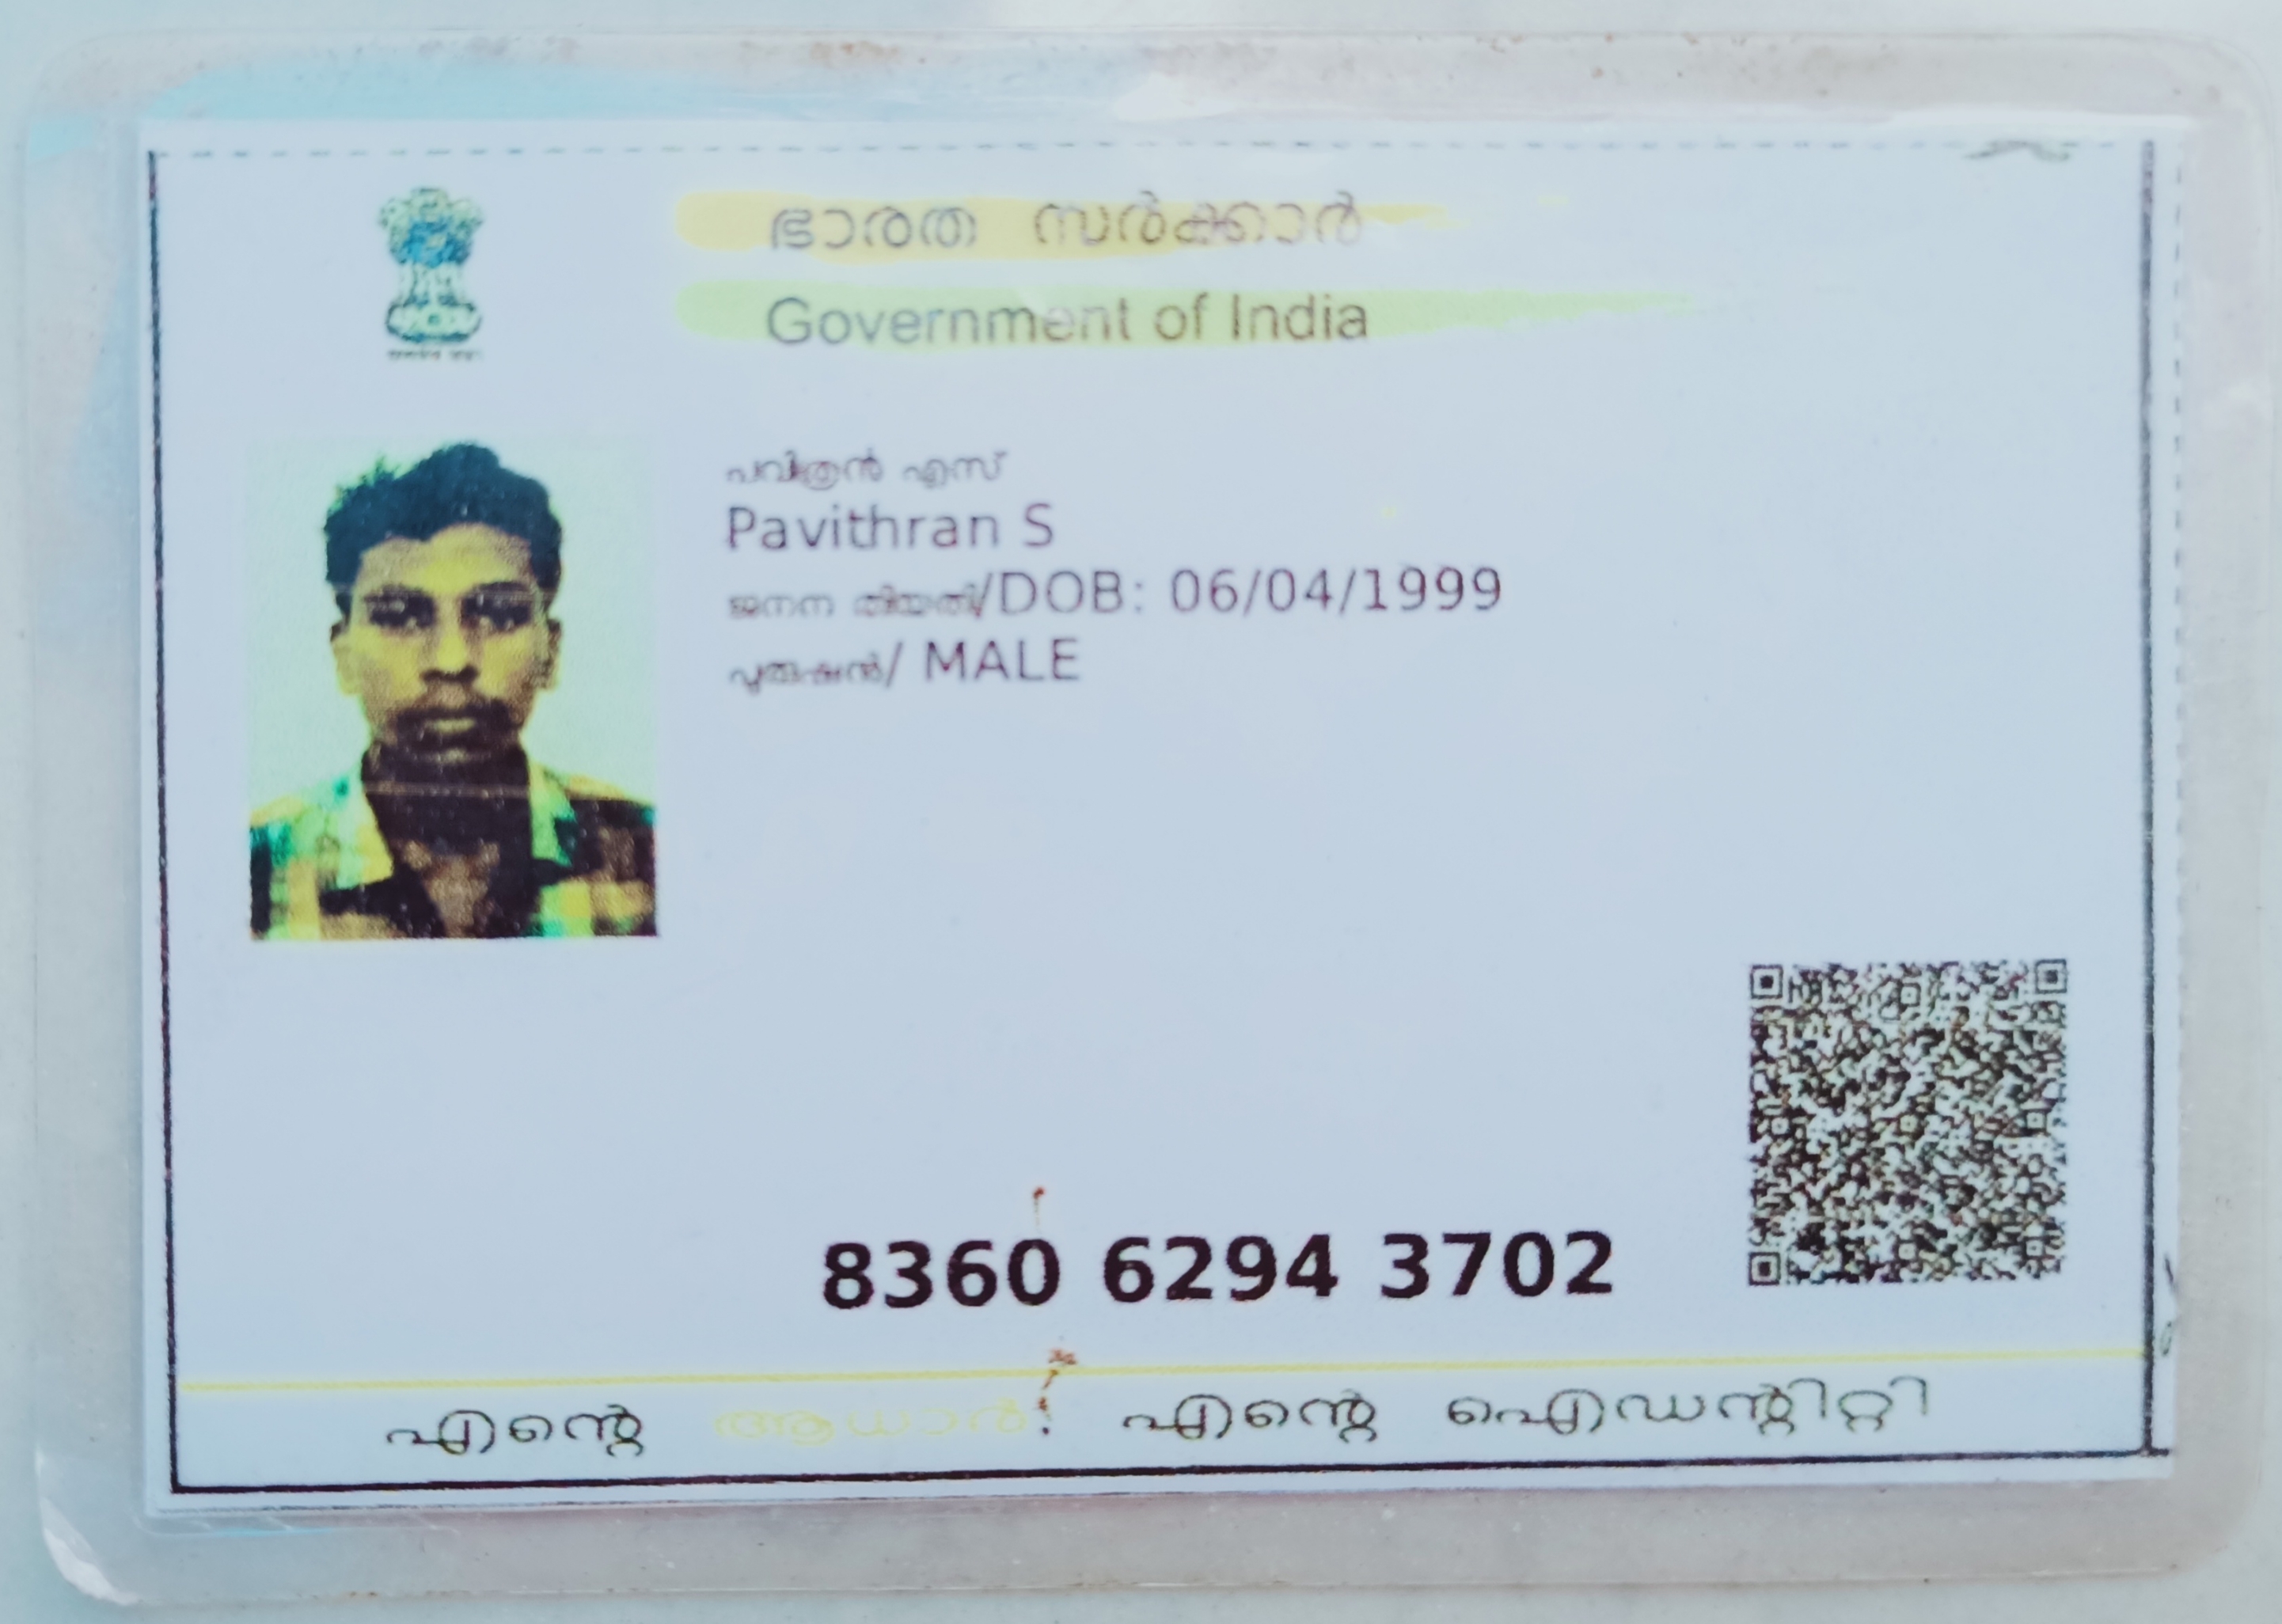 ഭാരത സർക്കാർ
Government of India
പവിത്രൻ എസ്
Pavithran S
ജനന തിയതി/DOB: 06/04/1999
പുരുഷൻ/ MALE
8360 6294 3702
എന്റെ ആധാർ, എന്റെ ഐഡന്റിറ്റി